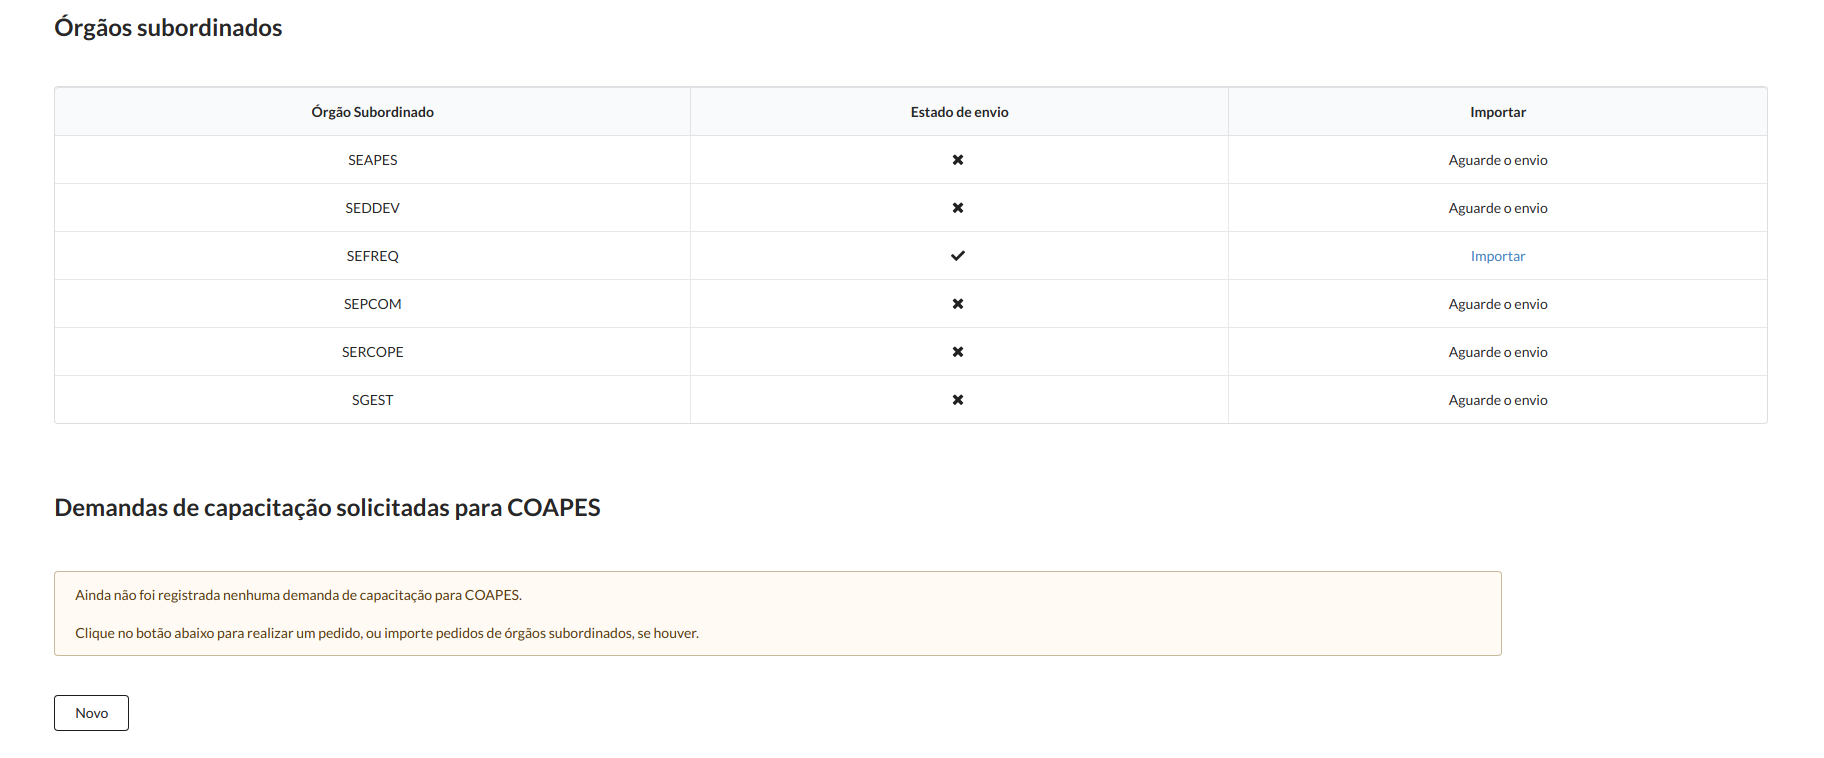 Órgãos subordinados
Órgão Subordinado Estado de envio Importar
SEAPES ✖ Aguarde o envio
SEDDEV ✖ Aguarde o envio
SEFREQ ✔ Importar
SEPCOM ✖ Aguarde o envio
SERCOPE ✖ Aguarde o envio
SGEST ✖ Aguarde o envio
Demandas de capacitação solicitadas para COAPES
Ainda não foi registrada nenhuma demanda de capacitação para COAPES.
Clique no botão abaixo para realizar um pedido, ou importe pedidos de órgãos subordinados, se houver.
Novo